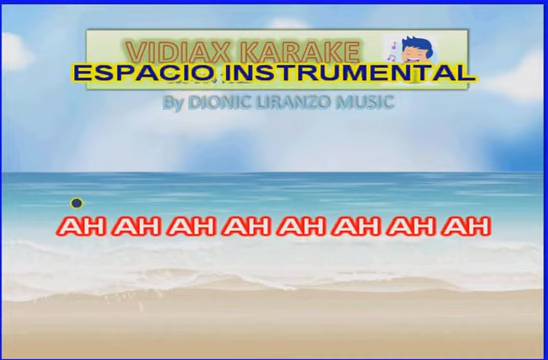 VIDIAX KARAKE
ESPACIO INSTRUMENTAL
By DIONIC LIRANZO MUSIC
AH AH AH AH AH AH AH AH